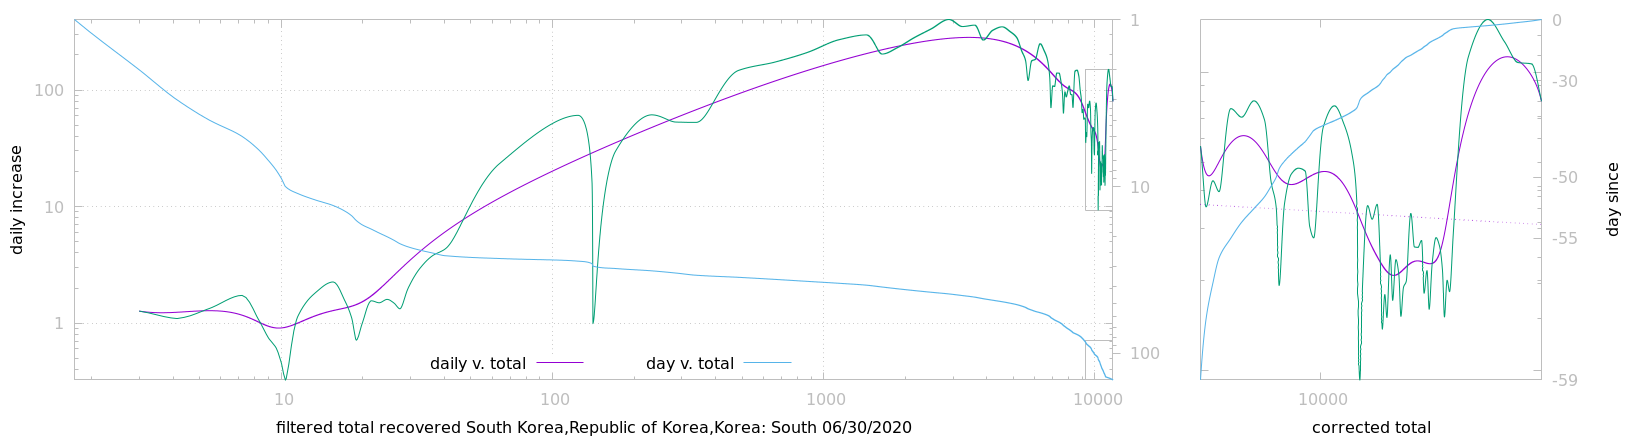 daily increase
100
10
1
1
10
100
daily v. total
day v. total
10
100
1000
10000
filtered total recovered South Korea,Republic of Korea,Korea: South 06/30/2020
0
-30
-50
-55
-59
day since
10000
corrected total